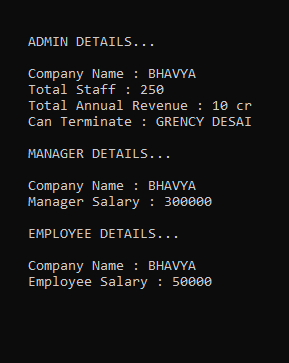 ADMIN DETAILS...
Company Name : BHAVYA
Total Staff : 250
Total Annual Revenue : 10 cr
Can Terminate : GRENCY DESAI
MANAGER DETAILS...
Company Name : BHAVYA
Manager Salary : 300000
EMPLOYEE DETAILS...
Company Name : BHAVYA
Employee Salary : 50000